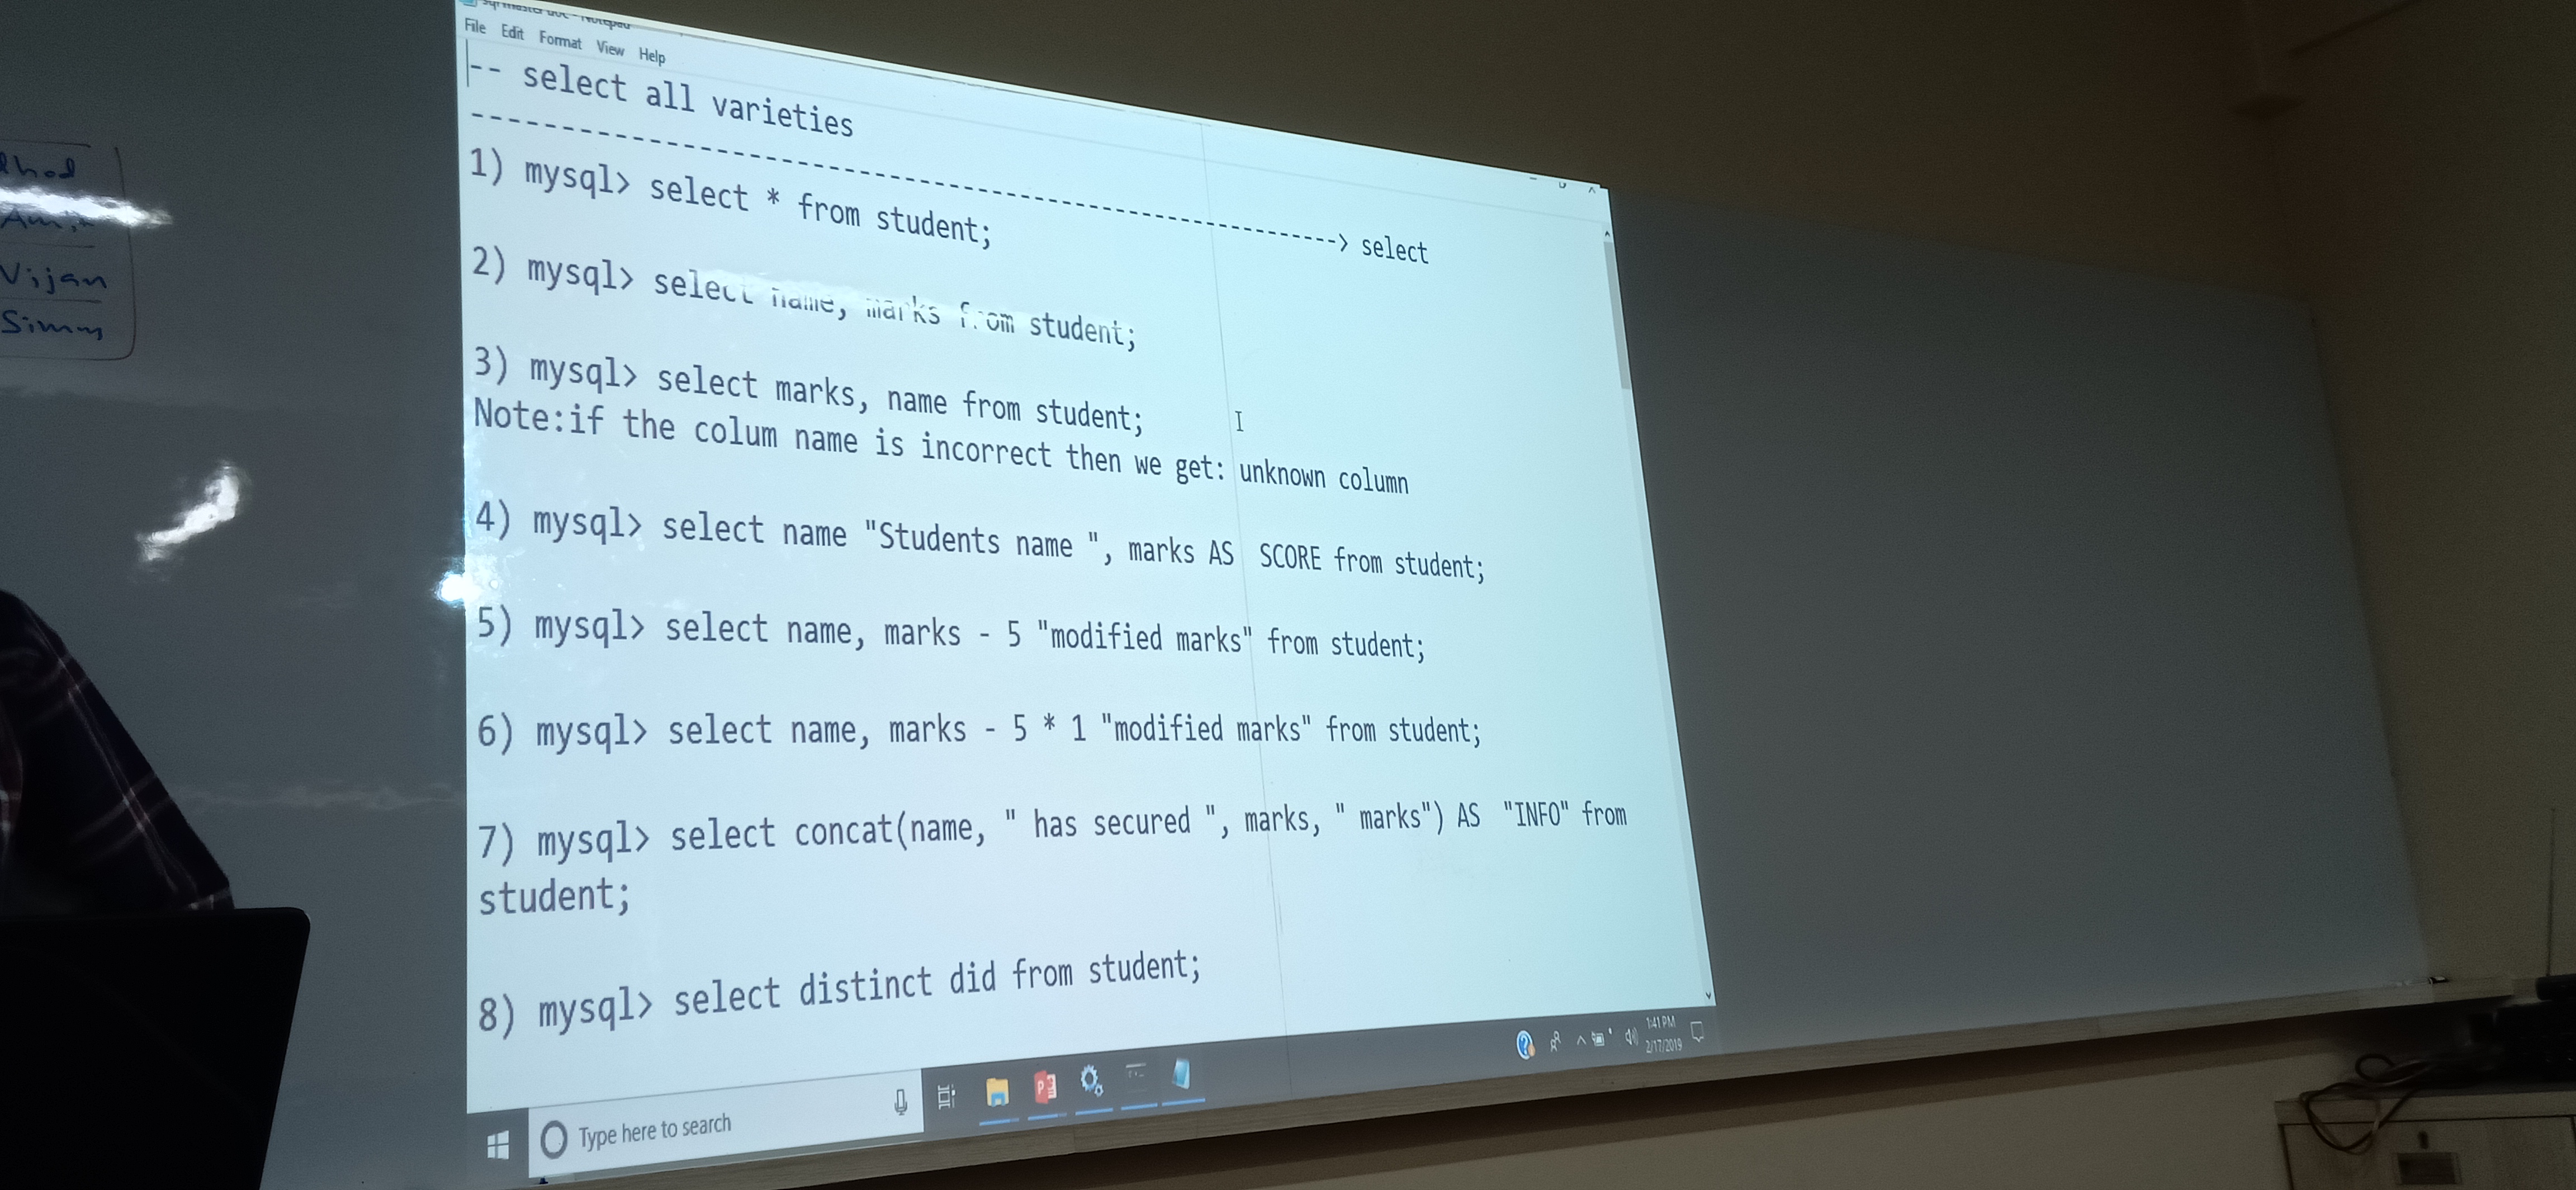 File Edit Format View Help
-- select all varieties
-----------------------------------------------------------------------> select
1) mysql> select * from student;
2) mysql> select name, marks from student;
3) mysql> select marks, name from student;
Note:if the colum name is incorrect then we get: unknown column
4) mysql> select name "Students name ", marks AS  SCORE from student;
5) mysql> select name, marks - 5 "modified marks" from student;
6) mysql> select name, marks - 5 * 1 "modified marks" from student;
7) mysql> select concat(name, " has secured ", marks, " marks") AS  "INFO" from
student;
8) mysql> select distinct did from student;
Type here to search
1:41 PM
2/17/2019
Vijan